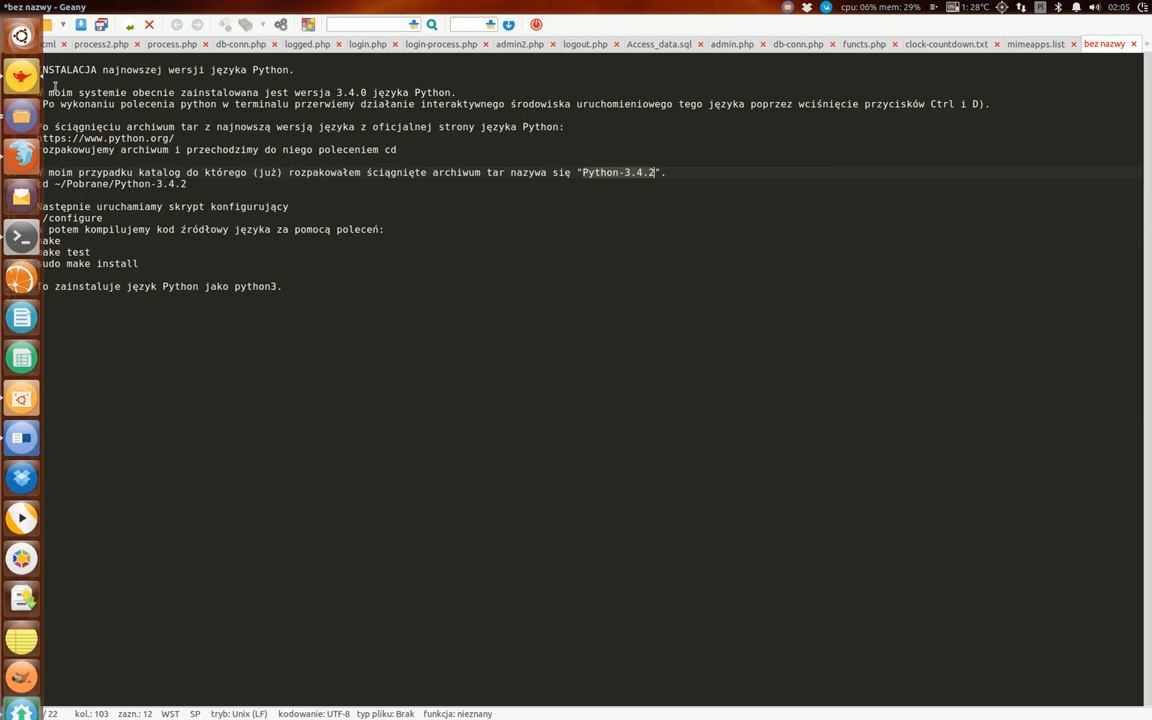 *bez nazwy - Geany
cpu: 06% mem: 29%
1: 28°C
Pl
02:05
tml
process2.php
process.php
db-conn.php
logged.php
login.php
login-process.php
admin2.php
logout.php
Access_data.sql
admin.php
db-conn.php
functs.php
clock-countdown.txt
mimeapps.list
bez nazwy
NSTALACJA najnowszej wersji języka Python.
moim systemie obecnie zainstalowana jest wersja 3.4.0 języka Python.
Po wykonaniu polecenia python w terminalu przerwiemy działanie interaktywnego środowiska uruchomieniowego tego języka poprzez wciśnięcie przycisków Ctrl i D).
o ściągnięciu archiwum tar z najnowszą wersją języka z oficjalnej strony języka Python:
ttps://www.python.org/
ozpakowujemy archiwum i przechodzimy do niego poleceniem cd
moim przypadku katalog do którego (już) rozpakowałem ściągnięte archiwum tar nazywa się "Python-3.4.2".
d ~/Pobrane/Python-3.4.2
astępnie uruchamiamy skrypt konfigurujący
/configure
potem kompilujemy kod źródłowy języka za pomocą poleceń:
ake
ake test
udo make install
o zainstaluje język Python jako python3.
/ 22
kol.: 103
zazn.: 12
WST
SP
tryb: Unix (LF)
kodowanie: UTF-8
typ pliku: Brak
funkcja: nieznany